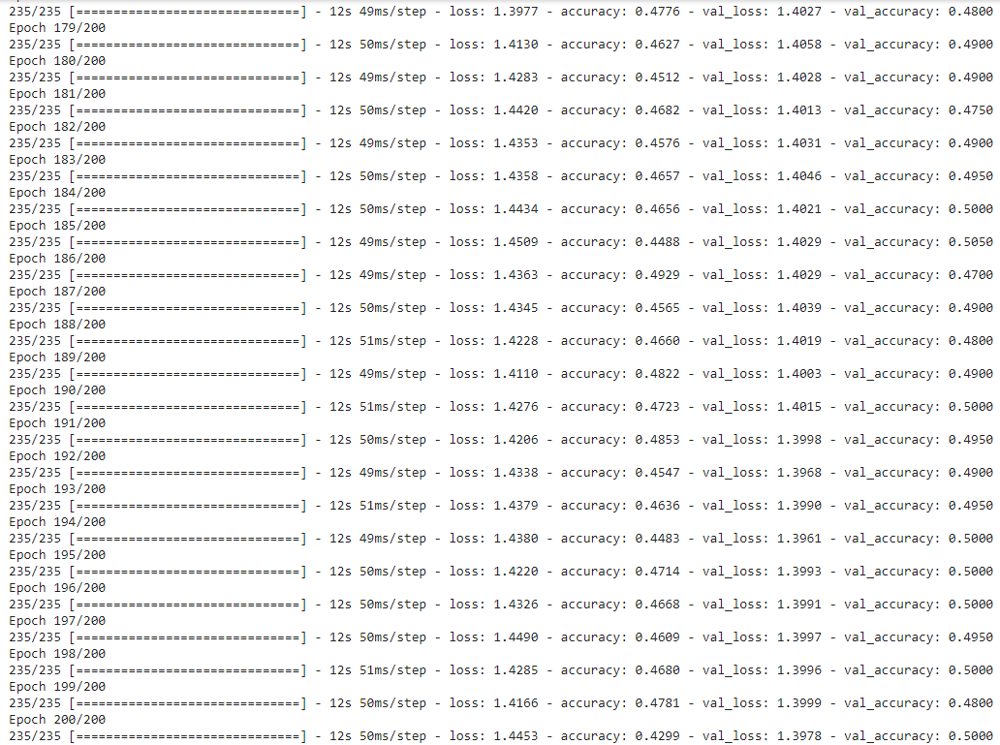 235/235 [==============================] - 12s 49ms/step - loss: 1.3977 - accuracy: 0.4776 - val_loss: 1.4027 - val_accuracy: 0.4800
Epoch 179/200
235/235 [==============================] - 12s 50ms/step - loss: 1.4130 - accuracy: 0.4627 - val_loss: 1.4058 - val_accuracy: 0.4900
Epoch 180/200
235/235 [==============================] - 12s 49ms/step - loss: 1.4283 - accuracy: 0.4512 - val_loss: 1.4028 - val_accuracy: 0.4900
Epoch 181/200
235/235 [==============================] - 12s 50ms/step - loss: 1.4420 - accuracy: 0.4682 - val_loss: 1.4013 - val_accuracy: 0.4750
Epoch 182/200
235/235 [==============================] - 12s 49ms/step - loss: 1.4353 - accuracy: 0.4576 - val_loss: 1.4031 - val_accuracy: 0.4900
Epoch 183/200
235/235 [==============================] - 12s 50ms/step - loss: 1.4358 - accuracy: 0.4657 - val_loss: 1.4046 - val_accuracy: 0.4950
Epoch 184/200
235/235 [==============================] - 12s 50ms/step - loss: 1.4434 - accuracy: 0.4656 - val_loss: 1.4021 - val_accuracy: 0.5000
Epoch 185/200
235/235 [==============================] - 12s 49ms/step - loss: 1.4509 - accuracy: 0.4488 - val_loss: 1.4029 - val_accuracy: 0.5050
Epoch 186/200
235/235 [==============================] - 12s 49ms/step - loss: 1.4363 - accuracy: 0.4929 - val_loss: 1.4029 - val_accuracy: 0.4700
Epoch 187/200
235/235 [==============================] - 12s 50ms/step - loss: 1.4345 - accuracy: 0.4565 - val_loss: 1.4039 - val_accuracy: 0.4900
Epoch 188/200
235/235 [==============================] - 12s 51ms/step - loss: 1.4228 - accuracy: 0.4660 - val_loss: 1.4019 - val_accuracy: 0.4800
Epoch 189/200
235/235 [==============================] - 12s 49ms/step - loss: 1.4110 - accuracy: 0.4822 - val_loss: 1.4003 - val_accuracy: 0.4900
Epoch 190/200
235/235 [==============================] - 12s 51ms/step - loss: 1.4276 - accuracy: 0.4723 - val_loss: 1.4015 - val_accuracy: 0.5000
Epoch 191/200
235/235 [==============================] - 12s 50ms/step - loss: 1.4206 - accuracy: 0.4853 - val_loss: 1.3998 - val_accuracy: 0.4950
Epoch 192/200
235/235 [==============================] - 12s 49ms/step - loss: 1.4338 - accuracy: 0.4547 - val_loss: 1.3968 - val_accuracy: 0.4900
Epoch 193/200
235/235 [==============================] - 12s 51ms/step - loss: 1.4379 - accuracy: 0.4636 - val_loss: 1.3990 - val_accuracy: 0.4950
Epoch 194/200
235/235 [==============================] - 12s 49ms/step - loss: 1.4380 - accuracy: 0.4483 - val_loss: 1.3961 - val_accuracy: 0.5000
Epoch 195/200
235/235 [==============================] - 12s 50ms/step - loss: 1.4220 - accuracy: 0.4714 - val_loss: 1.3993 - val_accuracy: 0.5000
Epoch 196/200
235/235 [==============================] - 12s 50ms/step - loss: 1.4326 - accuracy: 0.4668 - val_loss: 1.3991 - val_accuracy: 0.5000
Epoch 197/200
235/235 [==============================] - 12s 50ms/step - loss: 1.4490 - accuracy: 0.4609 - val_loss: 1.3997 - val_accuracy: 0.4950
Epoch 198/200
235/235 [==============================] - 12s 51ms/step - loss: 1.4285 - accuracy: 0.4680 - val_loss: 1.3996 - val_accuracy: 0.5000
Epoch 199/200
235/235 [==============================] - 12s 50ms/step - loss: 1.4166 - accuracy: 0.4781 - val_loss: 1.3999 - val_accuracy: 0.4800
Epoch 200/200
235/235 [==============================] - 12s 50ms/step - loss: 1.4453 - accuracy: 0.4299 - val_loss: 1.3978 - val_accuracy: 0.5000